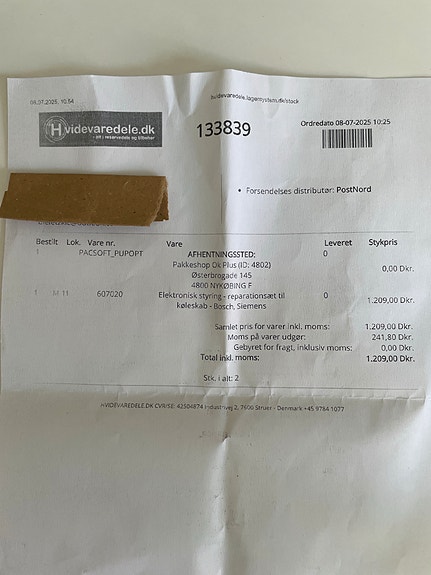 08.07.2025, 10:54
hvidevaredele.lagersystem.dk/stock
Hvidevaredele.dk
- alt i reservedele og tilbehør
133839
Ordredato 08-07-2025 10:25
• Forsendelses distributør: PostNord
Bestilt Lok. Vare nr. Vare Leveret Stykpris
1 PACSOFT_PUPOPT AFHENTNINGSSTED: 0
Pakkeshop Ok Plus (ID: 4802) 0,00 Dkr.
Østerbrogade 145
4800 NYKØBING F
1 M 11 607020 Elektronisk styring - reparationsæt til 0
køleskab - Bosch, Siemens 1.209,00 Dkr.
Samlet pris for varer inkl. moms: 1.209,00 Dkr.
Moms på varer udgør: 241,80 Dkr.
Gebyret for fragt, inklusiv moms: 0,00 Dkr.
Total inkl. moms: 1.209,00 Dkr.
Stk. i alt: 2
HVIDEVAREDELE.DK CVR/SE: 42504874 Industrivej 2, 7600 Struer - Denmark +45 9784 1077